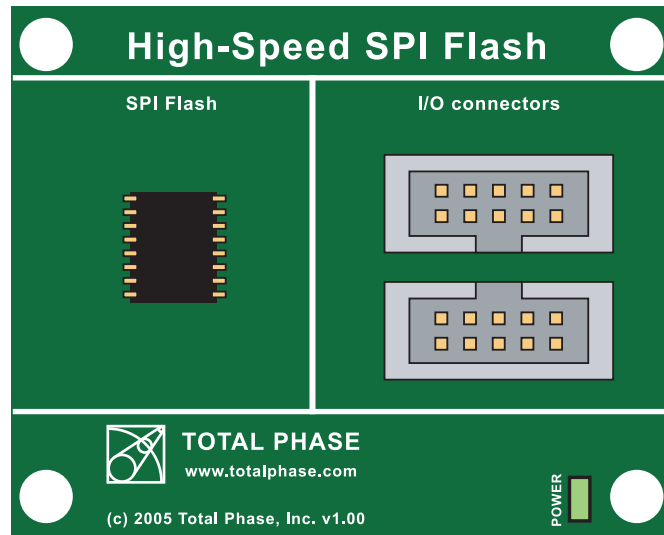 High-Speed SPI Flash
SPI Flash
I/O connectors
TOTAL PHASE
www.totalphase.com
(c) 2005 Total Phase, Inc. v1.00
POWER